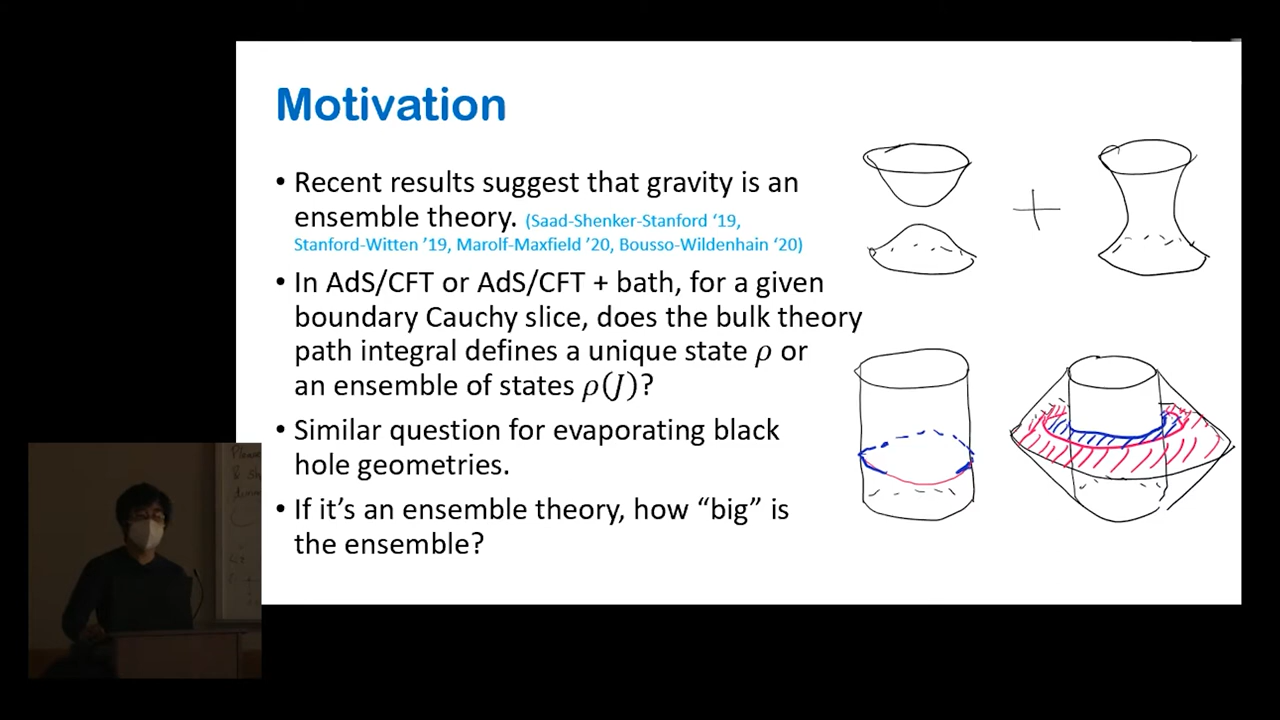 Motivation
• Recent results suggest that gravity is an
ensemble theory. (Saad-Shenker-Stanford ‘19,
Stanford-Witten ’19, Marolf-Maxfield ’20, Bousso-Wildenhain ‘20)
• In AdS/CFT or AdS/CFT + bath, for a given
boundary Cauchy slice, does the bulk theory
path integral defines a unique state ρ or
an ensemble of states ρ(J)?
• Similar question for evaporating black
hole geometries.
• If it’s an ensemble theory, how “big” is
the ensemble?
+